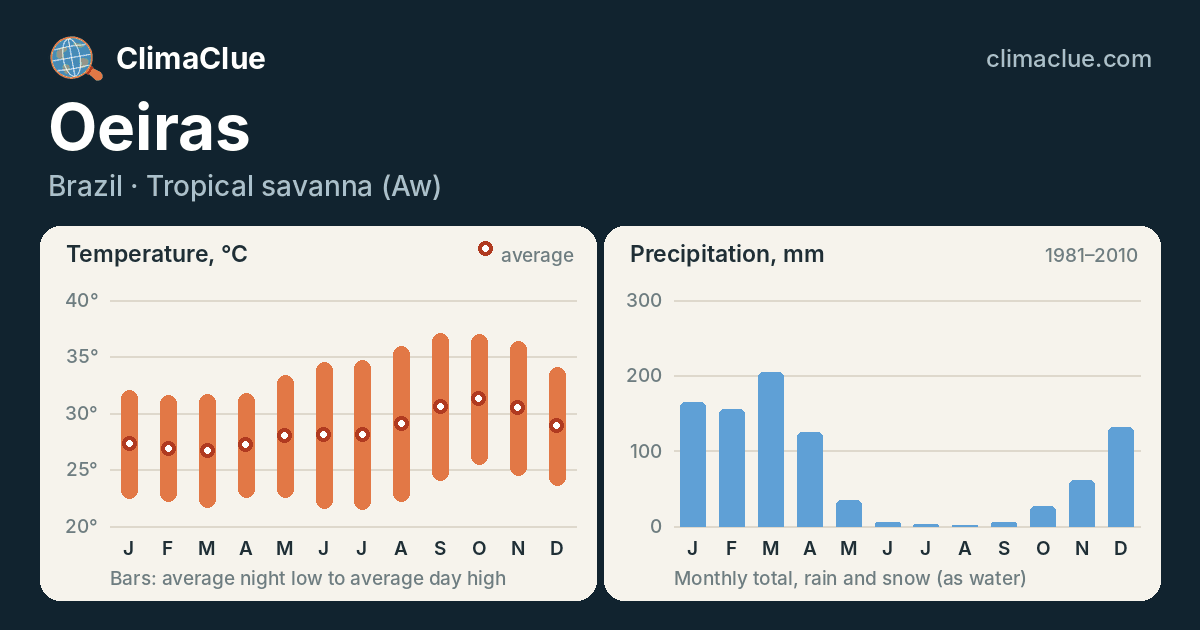 ClimaClue
climaclue.com
Oeiras
Brazil · Tropical savanna (Aw)
Temperature, °C
average
40°
35°
30°
25°
20°
J F M A M J J A S O N D
Bars: average night low to average day high
Precipitation, mm
1981–2010
300
200
100
0
J F M A M J J A S O N D
Monthly total, rain and snow (as water)